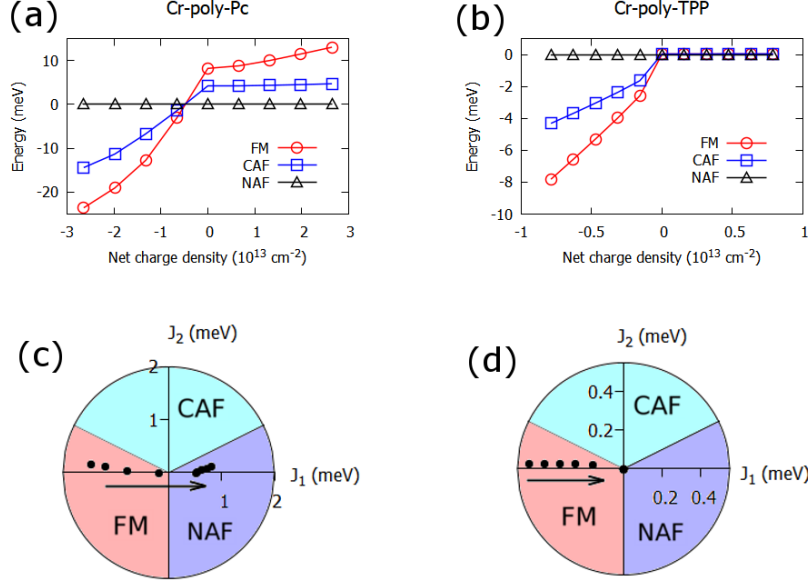 (a)
Cr-poly-Pc
Energy (meV)
10
0
-10
-20
FM
CAF
NAF
-3
-2
-1
0
1
2
3
Net charge density (10¹³ cm⁻²)
(b)
Cr-poly-TPP
Energy (meV)
0
-2
-4
-6
-8
-10
FM
CAF
NAF
-1
-0.5
0
0.5
1
Net charge density (10¹³ cm⁻²)
(c)
J₂ (meV)
2
1
CAF
J₁ (meV)
1
2
FM
NAF
(d)
J₂ (meV)
0.4
0.2
CAF
J₁ (meV)
0.2
0.4
FM
NAF